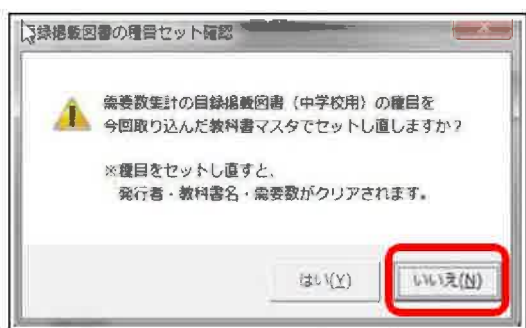 目録掲載図書の種目セット確認
需要数集計の目録掲載図書(中学校用)の種目を
今回取り込んだ教科書マスタでセットし直しますか?
※種目をセットし直すと、
発行者・教科書名・需要数がクリアされます。
はい(Y)
いいえ(N)